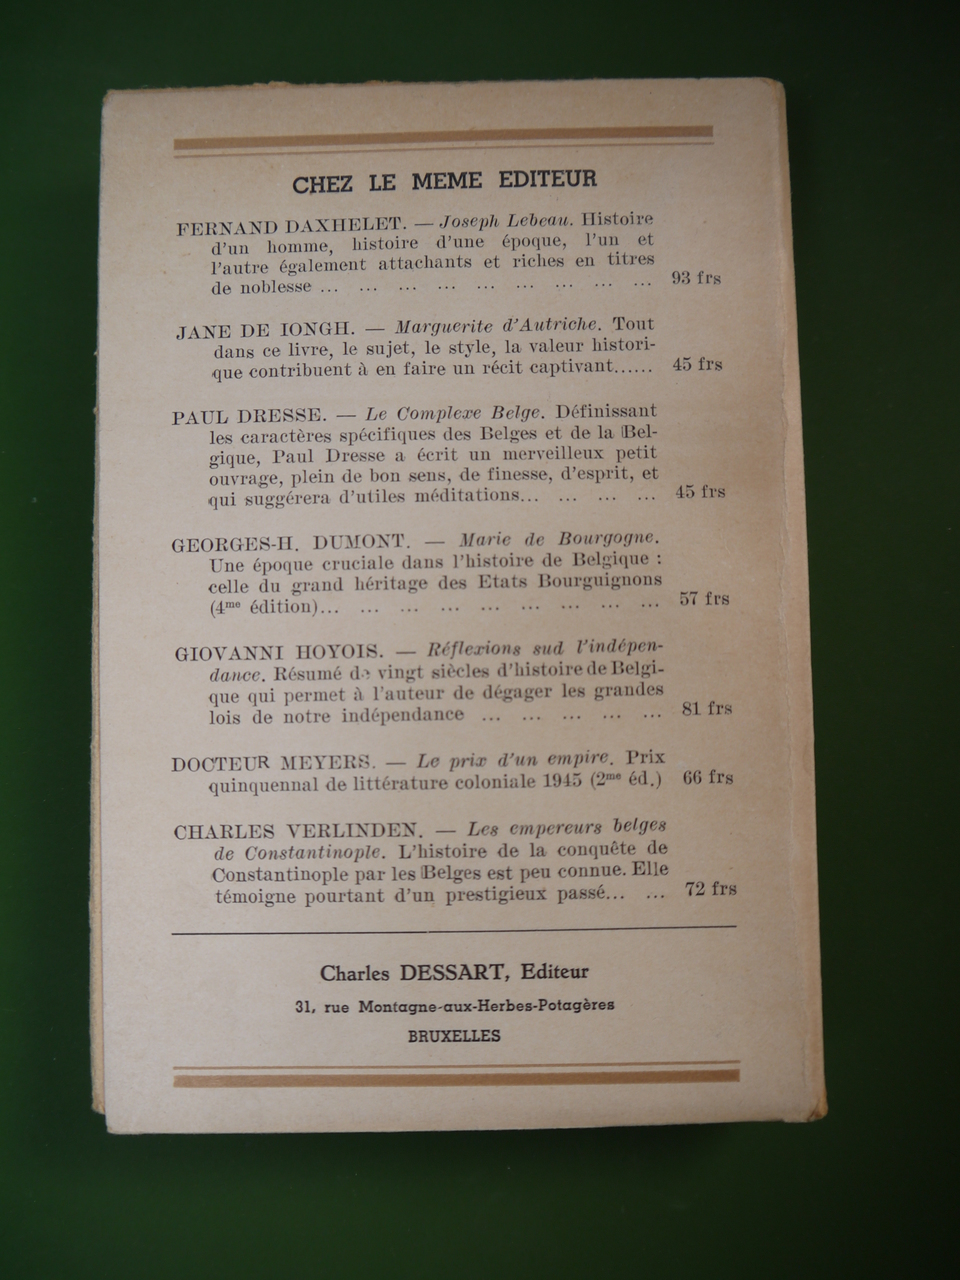 CHEZ LE MEME EDITEUR
FERNAND DAXHELET. — Joseph Lebeau. Histoire
d'un homme, histoire d'une époque, l'un et
l'autre également attachants et riches en titres
de noblesse ... ... ... ... ... ... ... ... ... 93 frs
JANE DE IONGH. — Marguerite d'Autriche. Tout
dans ce livre, le sujet, le style, la valeur histori-
que contribuent à en faire un récit captivant...... 45 frs
PAUL DRESSE. — Le Complexe Belge. Définissant
les caractères spécifiques des Belges et de la Bel-
gique, Paul Dresse a écrit un merveilleux petit
ouvrage, plein de bon sens, de finesse, d'esprit, et
qui suggérera d'utiles méditations... ... ... ... 45 frs
GEORGES-H. DUMONT. — Marie de Bourgogne.
Une époque cruciale dans l'histoire de Belgique :
celle du grand héritage des Etats Bourguignons
(4me édition)... ... ... ... ... ... ... ... ... 57 frs
GIOVANNI HOYOIS. — Réflexions sud l'indépen-
dance. Résumé de vingt siècles d'histoire de Belgi-
que qui permet à l'auteur de dégager les grandes
lois de notre indépendance ... ... ... ... ... 81 frs
DOCTEUR MEYERS. — Le prix d'un empire. Prix
quinquennal de littérature coloniale 1945 (2me éd.) 66 frs
CHARLES VERLINDEN. — Les empereurs belges
de Constantinople. L'histoire de la conquête de
Constantinople par les Belges est peu connue. Elle
témoigne pourtant d'un prestigieux passé... ... 72 frs
Charles DESSART, Editeur
31, rue Montagne-aux-Herbes-Potagères
BRUXELLES